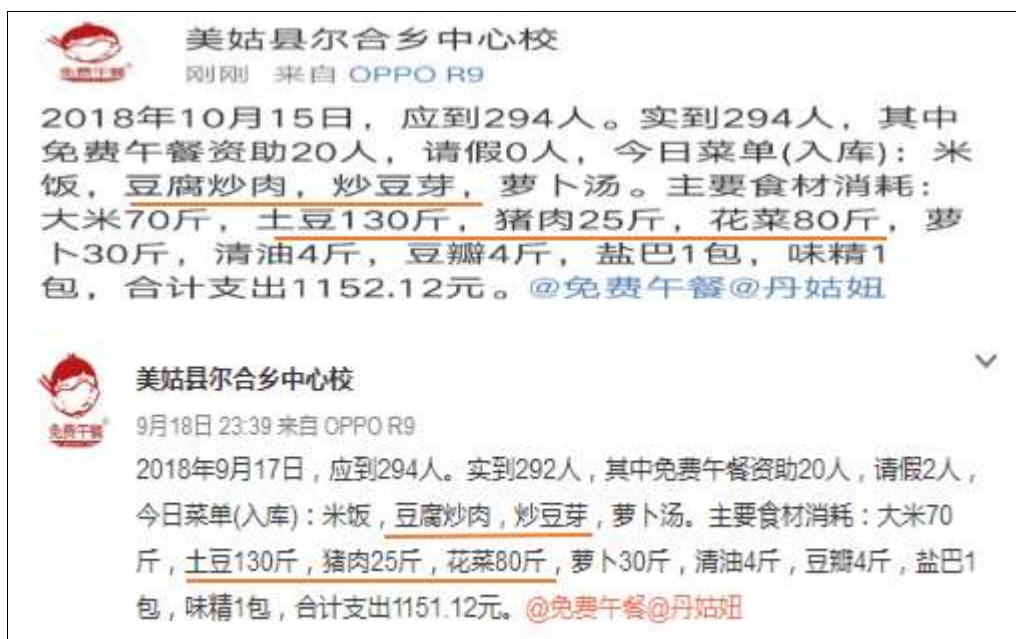 美姑县尔合乡中心校
刚刚 来自 OPPO R9
免费午餐
2018年10月15日，应到294人。实到294人，其中
免费午餐资助20人，请假0人，今日菜单(入库)：米
饭，豆腐炒肉，炒豆芽，萝卜汤。主要食材消耗：
大米70斤，土豆130斤，猪肉25斤，花菜80斤，萝
卜30斤，清油4斤，豆瓣4斤，盐巴1包，味精1
包，合计支出1152.12元。@免费午餐@丹姑妞
美姑县尔合乡中心校
免费午餐
9月18日 23:39 来自 OPPO R9
2018年9月17日，应到294人。实到292人，其中免费午餐资助20人，请假2人，
今日菜单(入库)：米饭，豆腐炒肉，炒豆芽，萝卜汤。主要食材消耗：大米70
斤，土豆130斤，猪肉25斤，花菜80斤，萝卜30斤，清油4斤，豆瓣4斤，盐巴1
包，味精1包，合计支出1151.12元。@免费午餐@丹姑妞